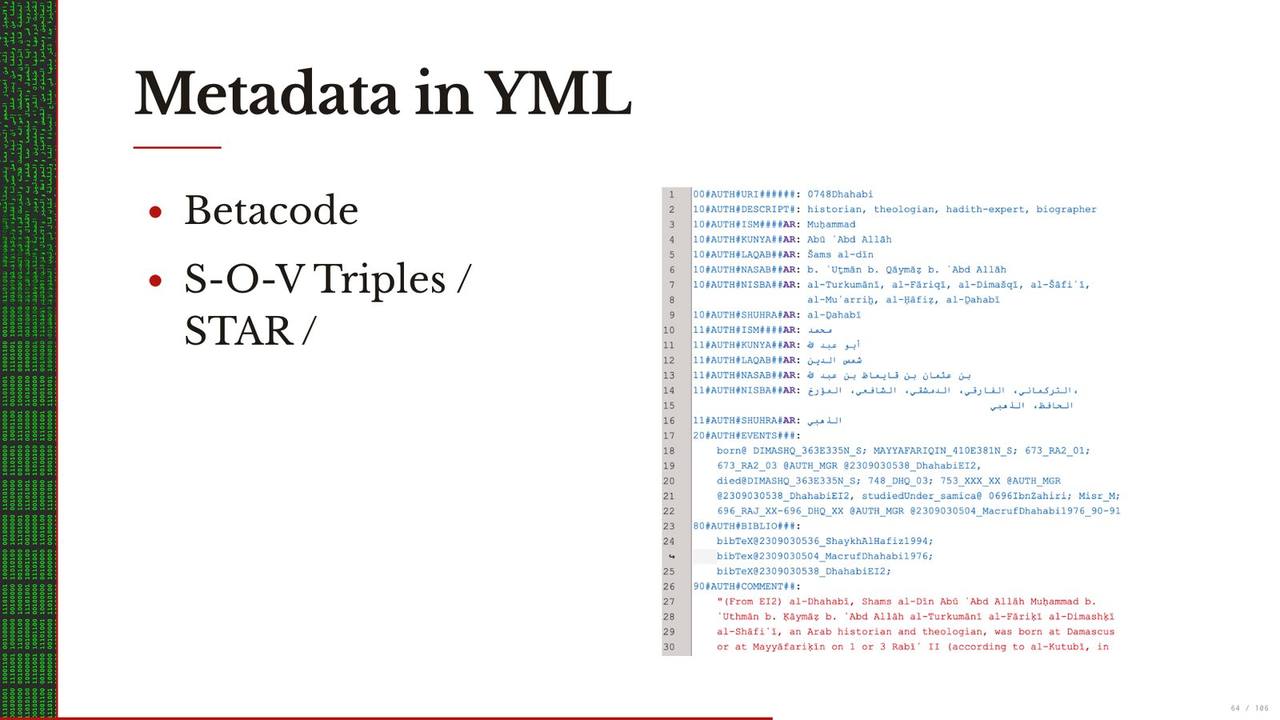 Metadata in YML
Betacode
S-O-V Triples /
STAR /
1 00#AUTH#URI######: 0748Dhahabi
2 10#AUTH#DESCRIPT#: historian, theologian, hadith-expert, biographer
3 10#AUTH#ISM####AR: Muḥammad
4 10#AUTH#KUNYA##AR: Abū ʿAbd Allāh
5 10#AUTH#LAQAB##AR: Šams al-dīn
6 10#AUTH#NASAB##AR: b. ʿUṯmān b. Qāymāẓ b. ʿAbd Allāh
7 10#AUTH#NISBA##AR: al-Turkumānī, al-Fāriqī, al-Dimašqī, al-Šāfiʿī,
8 al-Muʾarriḫ, al-Ḥāfiẓ, al-Ḏahabī
9 10#AUTH#SHUHRA#AR: al-Ḏahabī
10 11#AUTH#ISM####AR: محمد
11 11#AUTH#KUNYA##AR: أبو عبد الله
12 11#AUTH#LAQAB##AR: شمس الدين
13 11#AUTH#NASAB##AR: بن عثمان بن قايماظ بن عبد الله
14 11#AUTH#NISBA##AR: التركماني، الفارقي، الدمشقي، الشافعي، المؤرخ،
15 الحافظ، الذهبي
16 11#AUTH#SHUHRA#AR: الذهبي
17 20#AUTH#EVENTS###:
18 born@ DIMASHQ_363E335N_S; MAYYAFARIQIN_410E381N_S; 673_RA2_01;
19 673_RA2_03 @AUTH_MGR @2309030538_DhahabiEI2,
20 died@DIMASHQ_363E335N_S; 748_DHQ_03; 753_XXX_XX @AUTH_MGR
21 @2309030538_DhahabiEI2, studiedUnder_samica@ 0696IbnZahiri; Misr_M;
22 696_RAJ_XX-696_DHQ_XX @AUTH_MGR @2309030504_MacrufDhahabi1976_90-91
23 80#AUTH#BIBLIO###:
24 bibTeX@2309030536_ShaykhAlHafiz1994;
↪ bibTex@2309030504_MacrufDhahabi1976;
25 bibTeX@2309030538_DhahabiEI2;
26 90#AUTH#COMMENT##:
27 "(From EI2) al-Dhahabī, Shams al-Dīn Abū ʿAbd Allāh Muḥammad b.
28 ʿUthmān b. Ḳāymāẓ b. ʿAbd Allāh al-Turkumānī al-Fāriḳī al-Dimashḳī
29 al-Shāfiʿī, an Arab historian and theologian, was born at Damascus
30 or at Mayyāfariḳīn on 1 or 3 Rabīʿ II (according to al-Kutubī, in
64 / 106